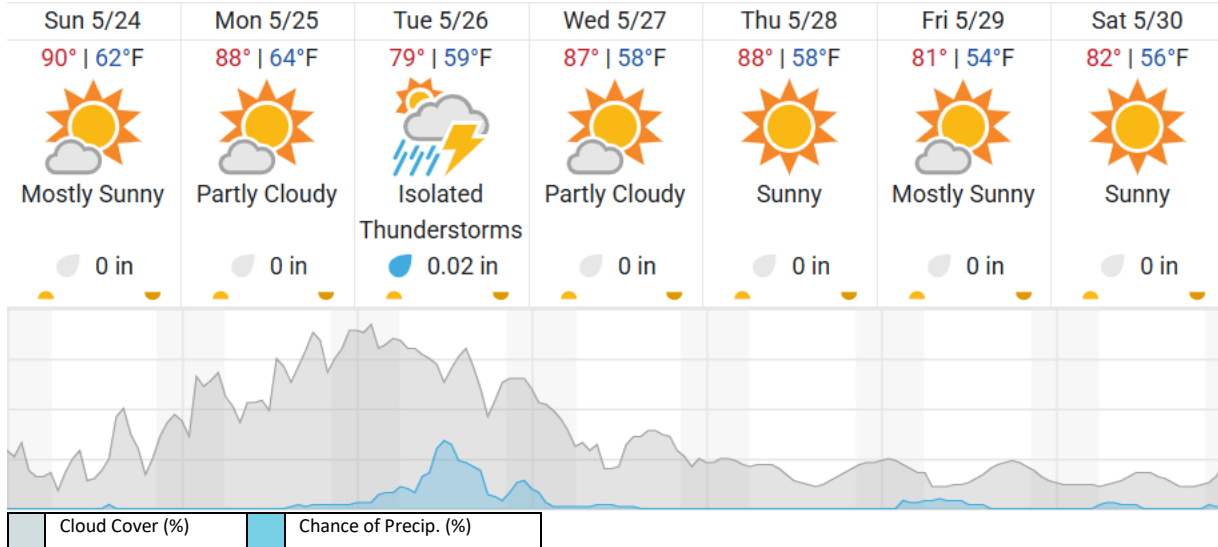 Sun 5/24 Mon 5/25 Tue 5/26 Wed 5/27 Thu 5/28 Fri 5/29 Sat 5/30
90° | 62°F 88° | 64°F 79° | 59°F 87° | 58°F 88° | 58°F 81° | 54°F 82° | 56°F
Mostly Sunny Partly Cloudy Isolated Partly Cloudy Sunny Mostly Sunny Sunny
Thunderstorms
0 in 0 in 0.02 in 0 in 0 in 0 in 0 in
Cloud Cover (%) Chance of Precip. (%)